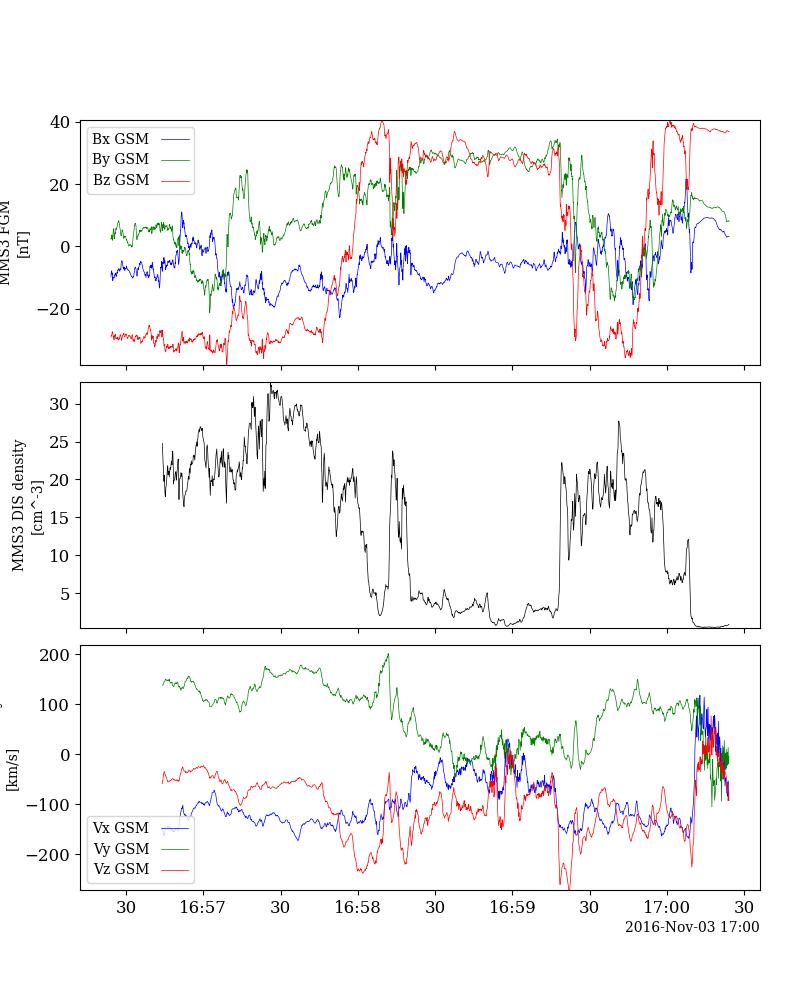 40
20
0
−20
MMS3 FGM
[nT]
Bx GSM
By GSM
Bz GSM
30
25
20
15
10
5
MMS3 DIS density
[cm^-3]
200
100
0
−100
−200
[km/s]
Vx GSM
Vy GSM
Vz GSM
30 16:57 30 16:58 30 16:59 30 17:00 30
2016-Nov-03 17:00